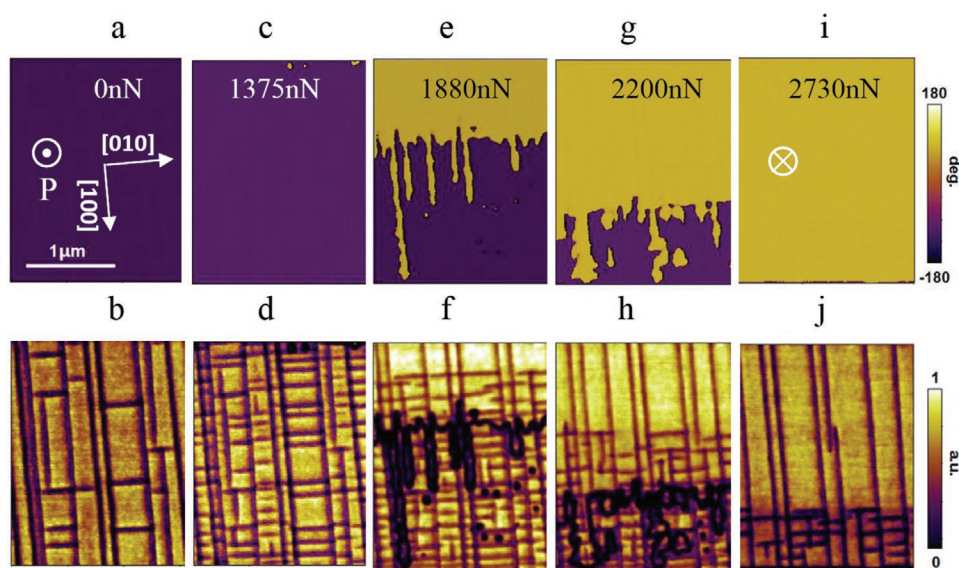 a c e g i
0nN 1375nN 1880nN 2200nN 2730nN
180
[010]
P
[100]
deg.
1μm
-180
b d f h j
1
a.u.
0